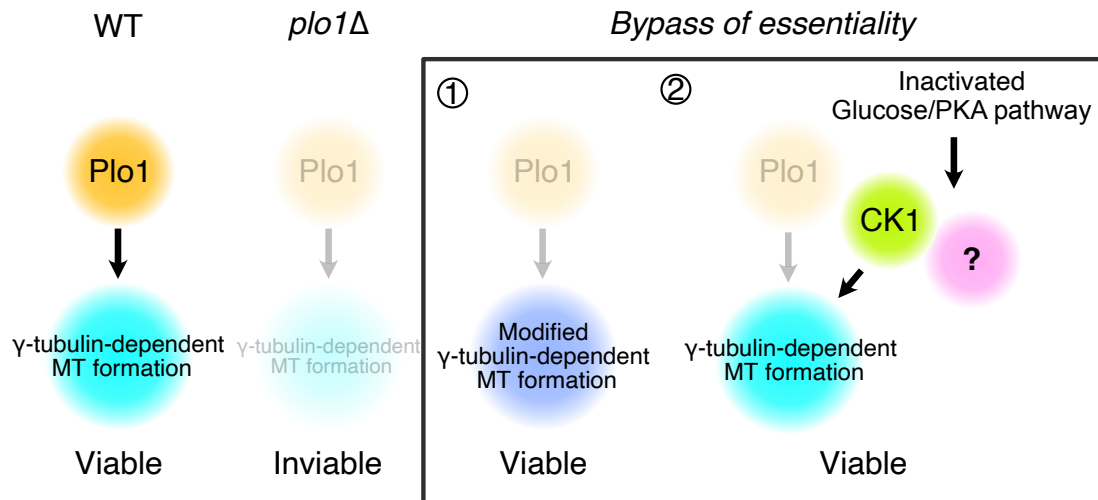 WT
plo1Δ
Bypass of essentiality
①
②
Inactivated
Glucose/PKA pathway
Plo1
Plo1
Plo1
Plo1
CK1
?
γ-tubulin-dependent
MT formation
γ-tubulin-dependent
MT formation
Modified
γ-tubulin-dependent
MT formation
γ-tubulin-dependent
MT formation
Viable
Inviable
Viable
Viable